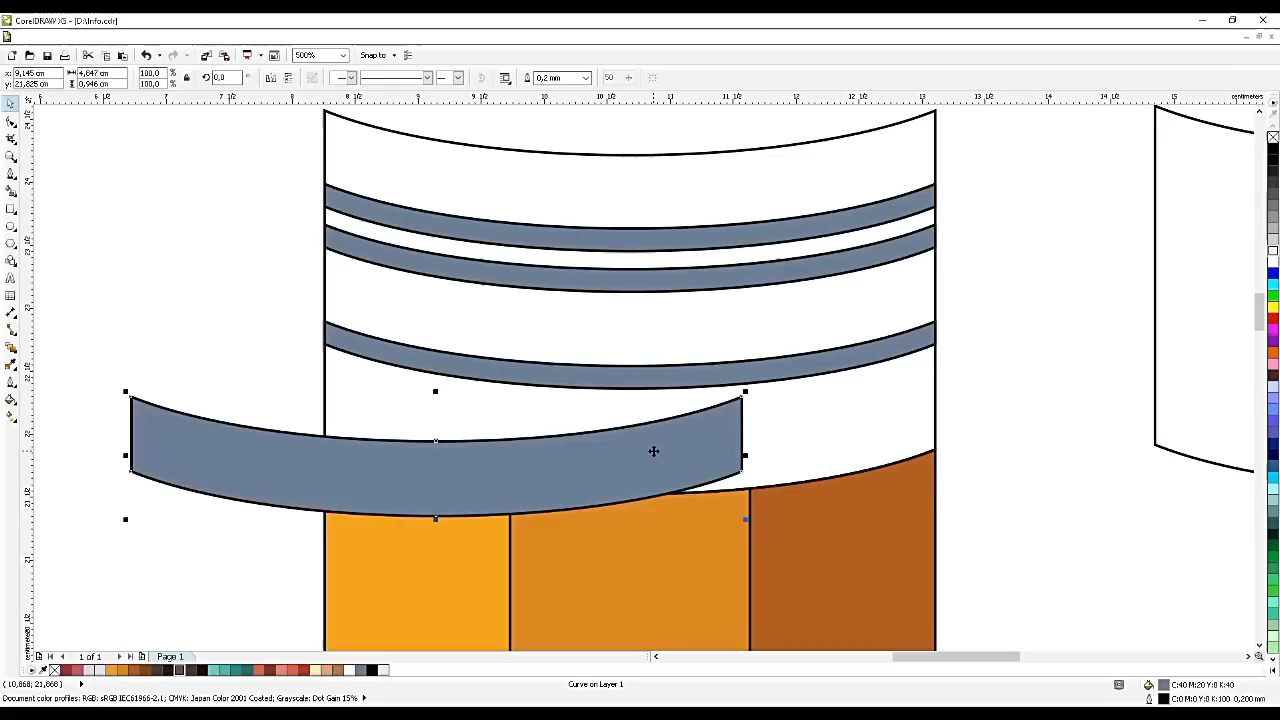 CorelDRAW X5 - [D:\Info.cdr]
500%
Snap to
x: 9,145 cm
y: 21,825 cm
4,847 cm
0,946 cm
100,0 %
100,0 %
0,0
0,2 mm
50
centimeters
1 of 1
Page 1
( 10,868; 21,668 )
Curve on Layer 1
C:40 M:20 Y:0 K:40
Document color profiles: RGB: sRGB IEC61966-2.1; CMYK: Japan Color 2001 Coated; Grayscale: Dot Gain 15%
C:0 M:0 Y:0 K:100 0,200 mm